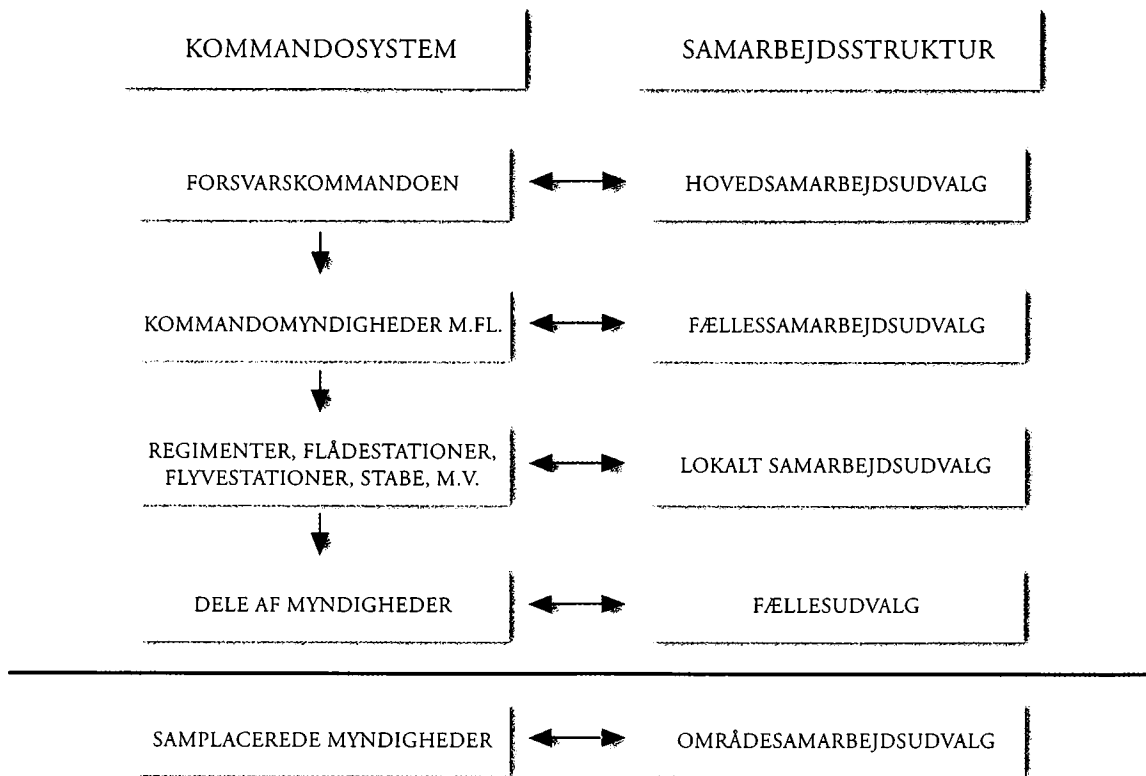 KOMMANDOSYSTEM
SAMARBEJDSSTRUKTUR
FORSVARSKOMMANDOEN
HOVEDSAMARBEJDSUDVALG
KOMMANDOMYNDIGHEDER M.FL.
FÆLLESSAMARBEJDSUDVALG
REGIMENTER, FLÅDESTATIONER,
FLYVESTATIONER, STABE, M.V.
LOKALT SAMARBEJDSUDVALG
DELE AF MYNDIGHEDER
FÆLLESUDVALG
SAMPLACEREDE MYNDIGHEDER
OMRÅDESAMARBEJDSUDVALG